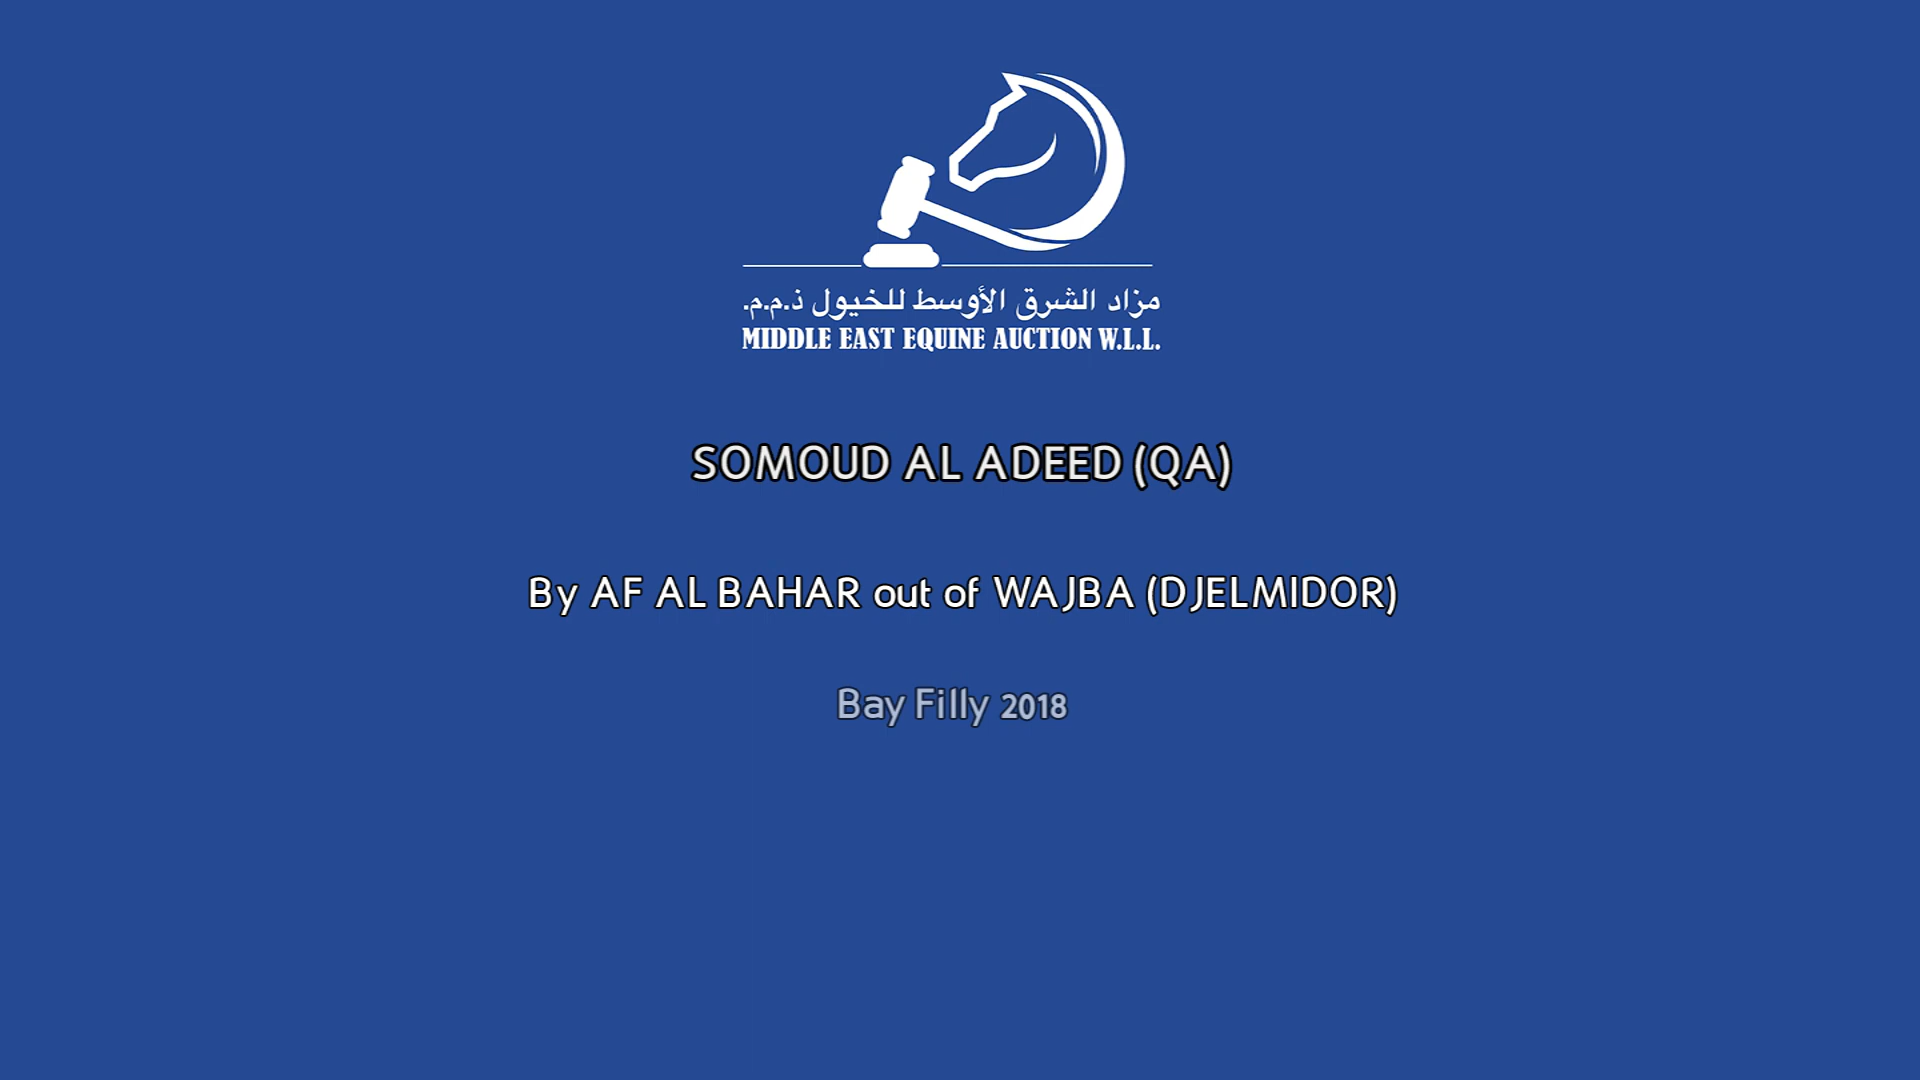 مزاد الشرق الأوسط للخيول ذ.م.م.
MIDDLE EAST EQUINE AUCTION W.L.L.
SOMOUD AL ADEED (QA)
By AF AL BAHAR out of WAJBA (DJELMIDOR)
Bay Filly 2018